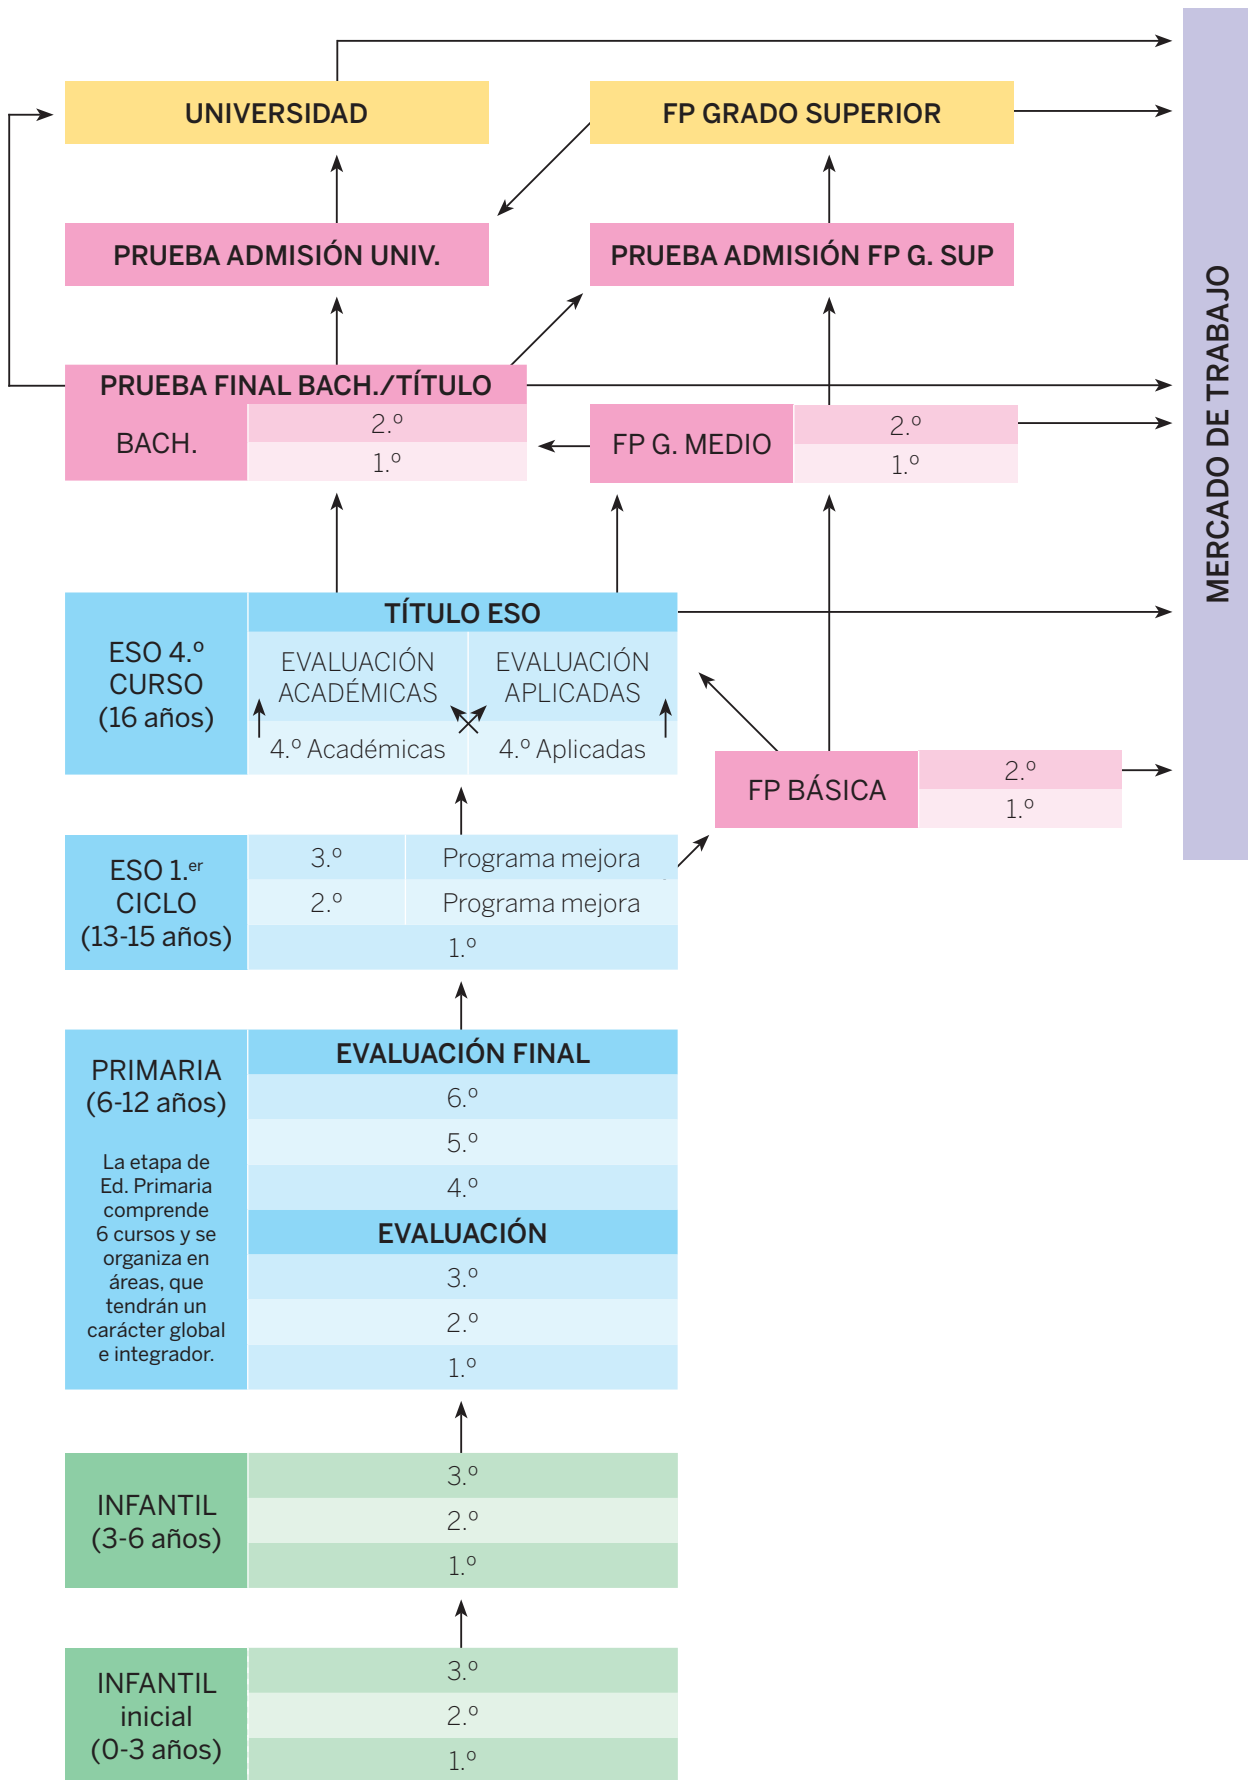 UNIVERSIDAD
FP GRADO SUPERIOR
PRUEBA ADMISIÓN UNIV.
PRUEBA ADMISIÓN FP G. SUP
MERCADO DE TRABAJO
PRUEBA FINAL BACH./TÍTULO
BACH.
2.º
1.º
FP G. MEDIO
2.º
1.º
ESO 4.º
CURSO
(16 años)
TÍTULO ESO
EVALUACIÓN
ACADÉMICAS
EVALUACIÓN
APLICADAS
4.º Académicas
4.º Aplicadas
FP BÁSICA
2.º
1.º
ESO 1.er
CICLO
(13-15 años)
3.º
Programa mejora
2.º
Programa mejora
1.º
PRIMARIA
(6-12 años)
La etapa de
Ed. Primaria
comprende
6 cursos y se
organiza en
áreas, que
tendrán un
carácter global
e integrador.
EVALUACIÓN FINAL
6.º
5.º
4.º
EVALUACIÓN
3.º
2.º
1.º
INFANTIL
(3-6 años)
3.º
2.º
1.º
INFANTIL
inicial
(0-3 años)
3.º
2.º
1.º